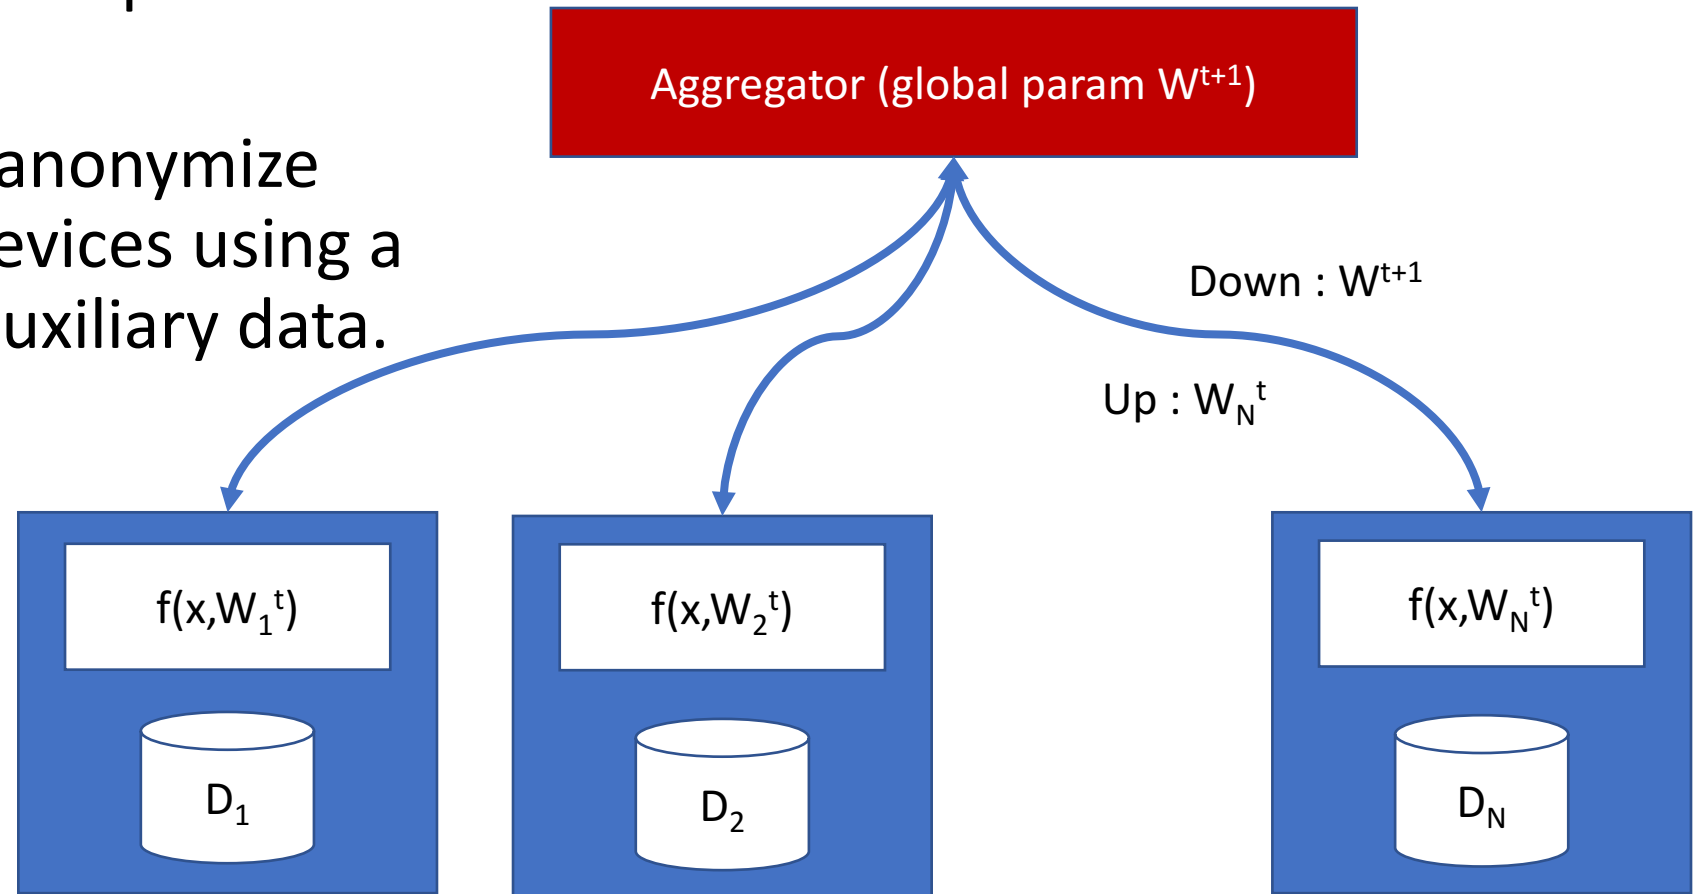 Aggregator (global param W^{t+1})
anonymize
evices using a
uxiliary data.
Down : W^{t+1}
Up : W_N^t
f(x,W_1^t)
f(x,W_2^t)
f(x,W_N^t)
D_1
D_2
D_N